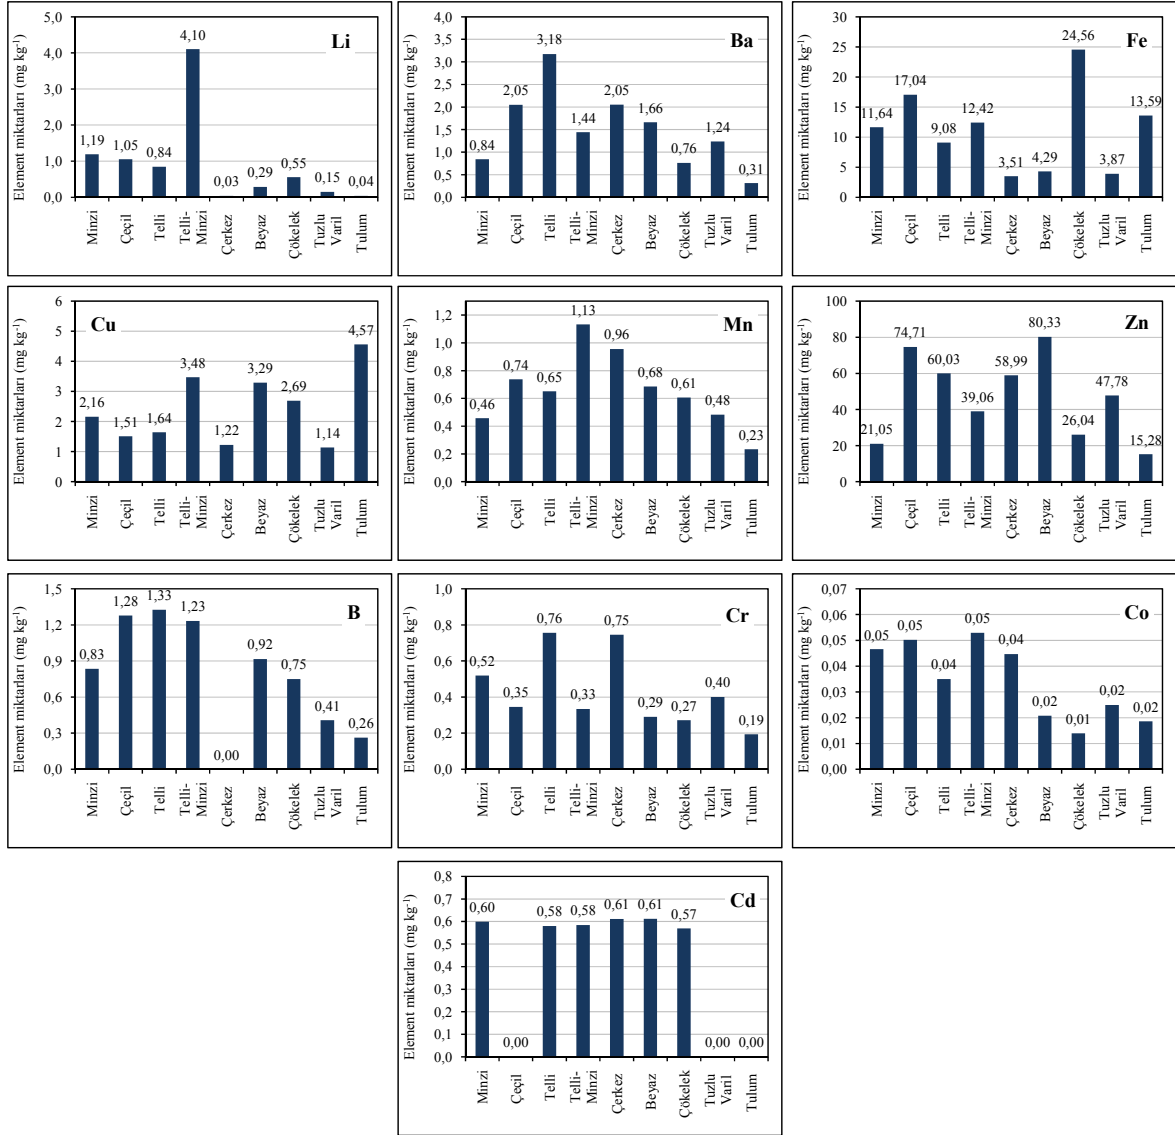 Li
Element miktarları (mg kg⁻¹)
5,0
4,0
3,0
2,0
1,0
0,0
1,19
1,05
0,84
4,10
0,03
0,29
0,55
0,15
0,04
Minzi
Çeçil
Telli
Telli-
Minzi
Çerkez
Beyaz
Çökelek
Tuzlu
Varil
Tulum
Ba
Element miktarları (mg kg⁻¹)
4,0
3,5
3,0
2,5
2,0
1,5
1,0
0,5
0,0
0,84
2,05
3,18
1,44
2,05
1,66
0,76
1,24
0,31
Minzi
Çeçil
Telli
Telli-
Minzi
Çerkez
Beyaz
Çökelek
Tuzlu
Varil
Tulum
Fe
Element miktarları (mg kg⁻¹)
30
25
20
15
10
5
0
11,64
17,04
9,08
12,42
3,51
4,29
24,56
3,87
13,59
Minzi
Çeçil
Telli
Telli-
Minzi
Çerkez
Beyaz
Çökelek
Tuzlu
Varil
Tulum
Cu
Element miktarları (mg kg⁻¹)
6
5
4
3
2
1
0
2,16
1,51
1,64
3,48
1,22
3,29
2,69
1,14
4,57
Minzi
Çeçil
Telli
Telli-
Minzi
Çerkez
Beyaz
Çökelek
Tuzlu
Varil
Tulum
Mn
Element miktarları (mg kg⁻¹)
1,2
1,0
0,8
0,6
0,4
0,2
0,0
0,46
0,74
0,65
1,13
0,96
0,68
0,61
0,48
0,23
Minzi
Çeçil
Telli
Telli-
Minzi
Çerkez
Beyaz
Çökelek
Tuzlu
Varil
Tulum
Zn
Element miktarları (mg kg⁻¹)
100
80
60
40
20
0
21,05
74,71
60,03
39,06
58,99
80,33
26,04
47,78
15,28
Minzi
Çeçil
Telli
Telli-
Minzi
Çerkez
Beyaz
Çökelek
Tuzlu
Varil
Tulum
B
Element miktarları (mg kg⁻¹)
1,5
1,2
0,9
0,6
0,3
0,0
0,83
1,28
1,33
1,23
0,00
0,92
0,75
0,41
0,26
Minzi
Çeçil
Telli
Telli-
Minzi
Çerkez
Beyaz
Çökelek
Tuzlu
Varil
Tulum
Cr
Element miktarları (mg kg⁻¹)
1,0
0,8
0,6
0,4
0,2
0,0
0,52
0,35
0,76
0,33
0,75
0,29
0,27
0,40
0,19
Minzi
Çeçil
Telli
Telli-
Minzi
Çerkez
Beyaz
Çökelek
Tuzlu
Varil
Tulum
Co
Element miktarları (mg kg⁻¹)
0,07
0,06
0,05
0,04
0,03
0,02
0,01
0,00
0,05
0,05
0,04
0,05
0,04
0,02
0,01
0,02
0,02
Minzi
Çeçil
Telli
Telli-
Minzi
Çerkez
Beyaz
Çökelek
Tuzlu
Varil
Tulum
Cd
Element miktarları (mg kg⁻¹)
0,8
0,7
0,6
0,5
0,4
0,3
0,2
0,1
0,0
0,60
0,00
0,58
0,58
0,61
0,61
0,57
0,00
0,00
Minzi
Çeçil
Telli
Telli-
Minzi
Çerkez
Beyaz
Çökelek
Tuzlu
Varil
Tulum